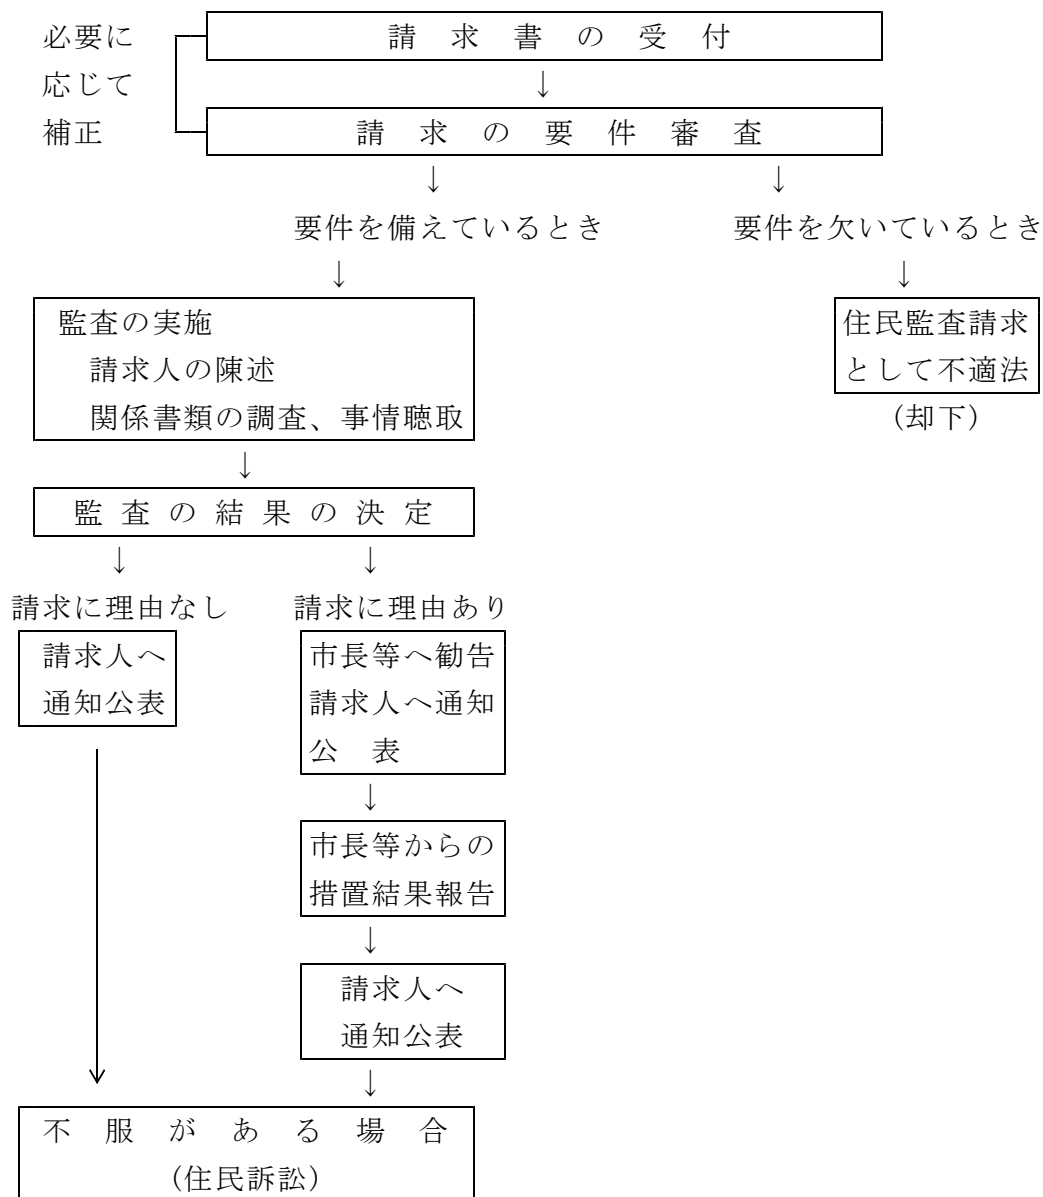 必要に
応じて
補正
請求書の受付
↓
請求の要件審査
↓ ↓
要件を備えているとき 要件を欠いているとき
↓ ↓
監査の実施
請求人の陳述
関係書類の調査、事情聴取
住民監査請求
として不適法
(却下)
↓
監査の結果の決定
↓ ↓
請求に理由なし 請求に理由あり
請求人へ
通知公表
市長等へ勧告
請求人へ通知
公 表
↓
市長等からの
措置結果報告
↓
請求人へ
通知公表
↓
不服がある場合
(住民訴訟)